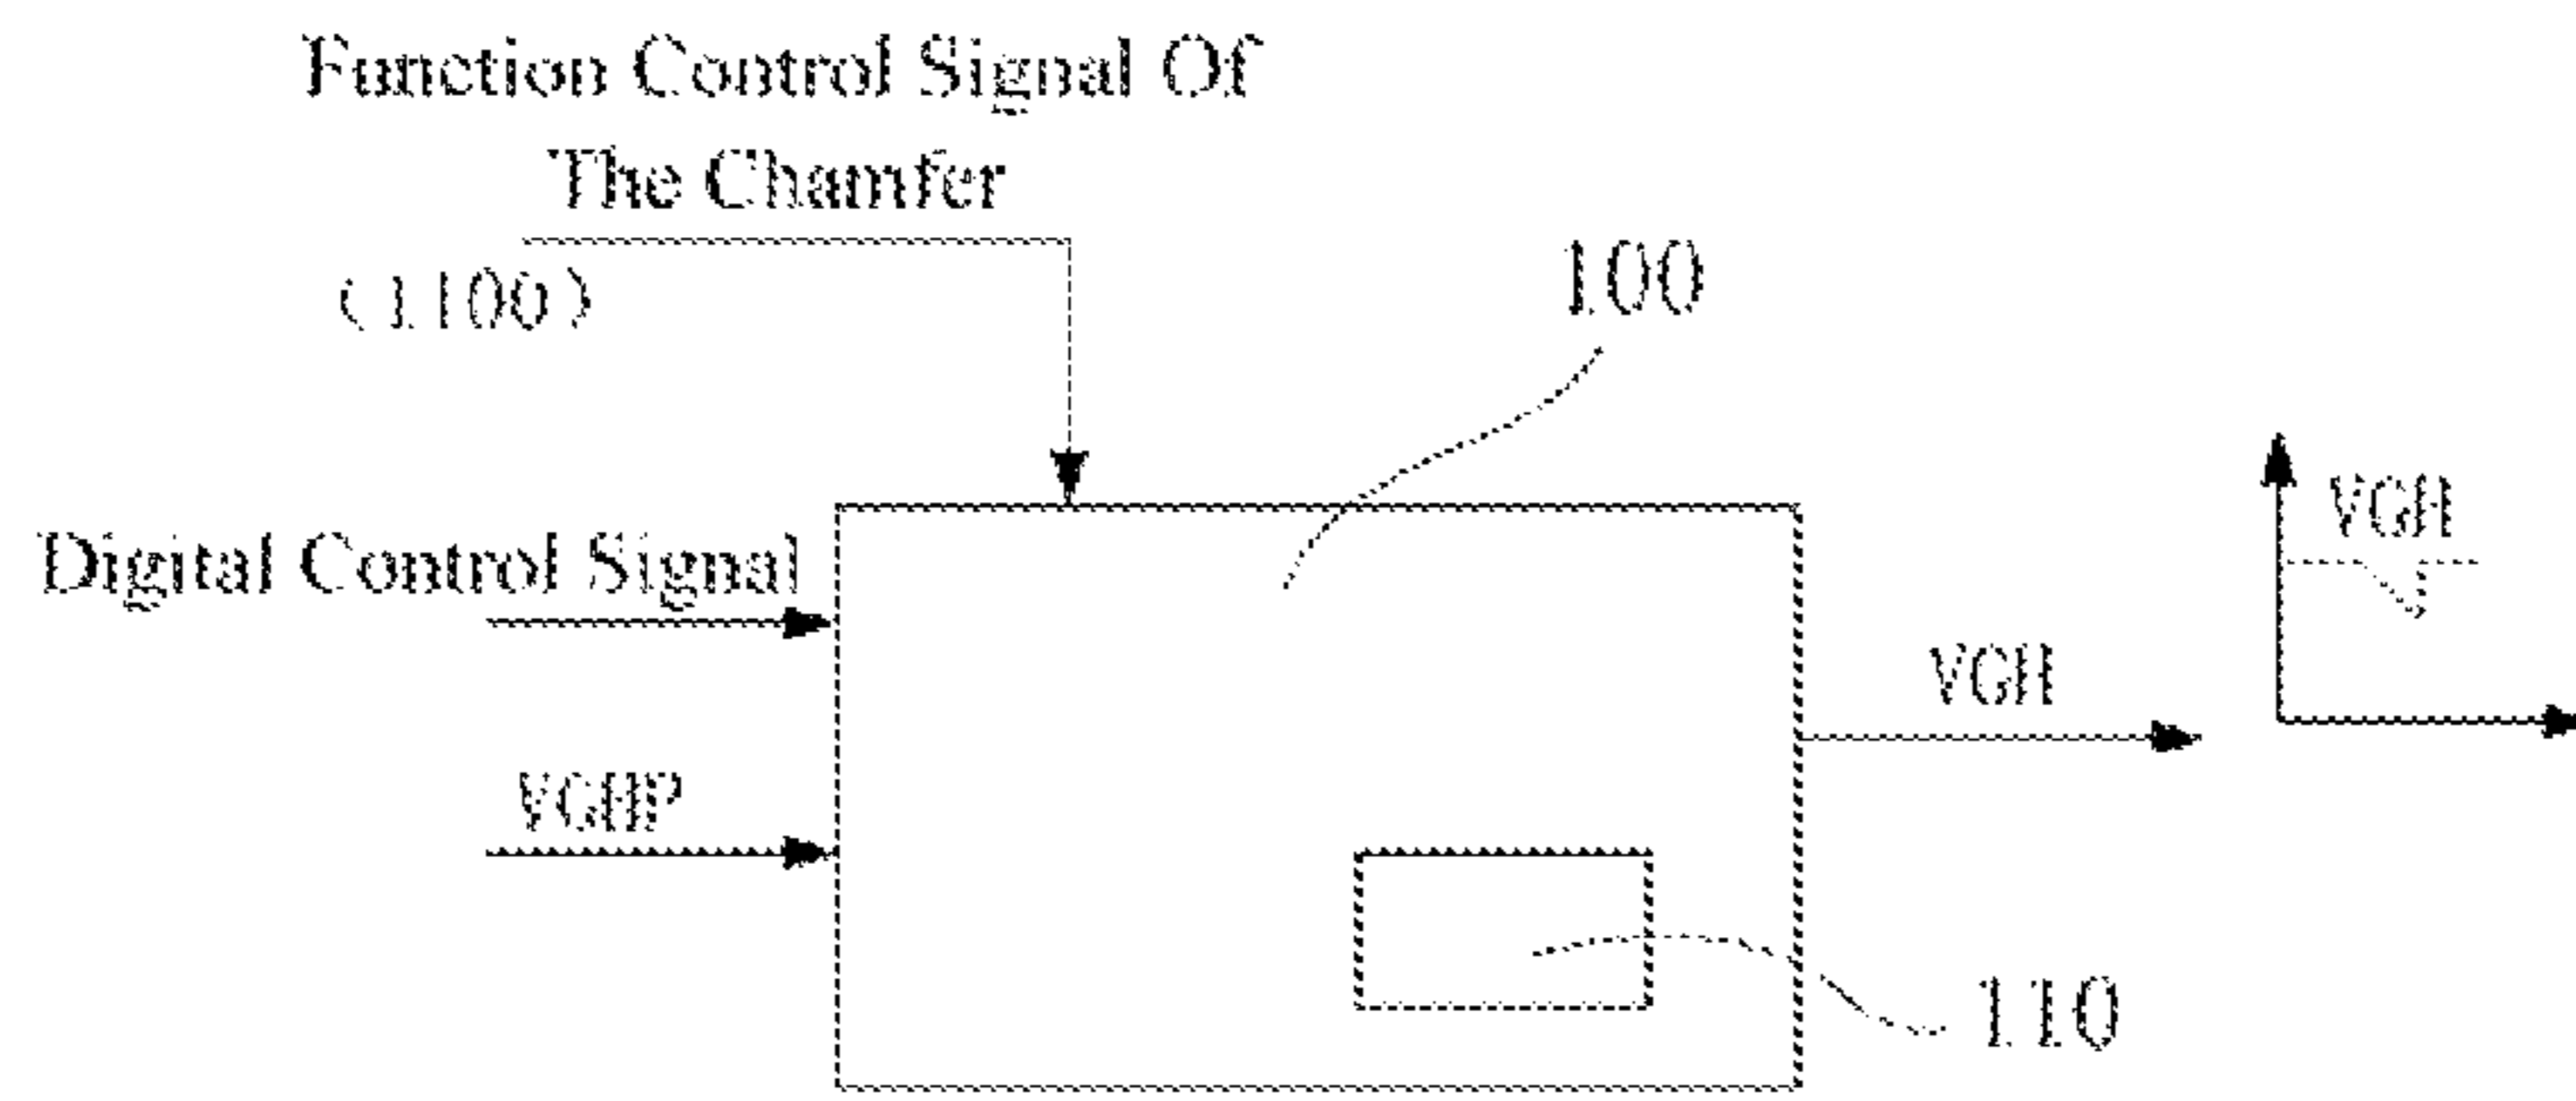 Function Control Signal Of
The Chamfer
(1100)
100
Digital Control Signal
VGH
VGH
VGHP
110